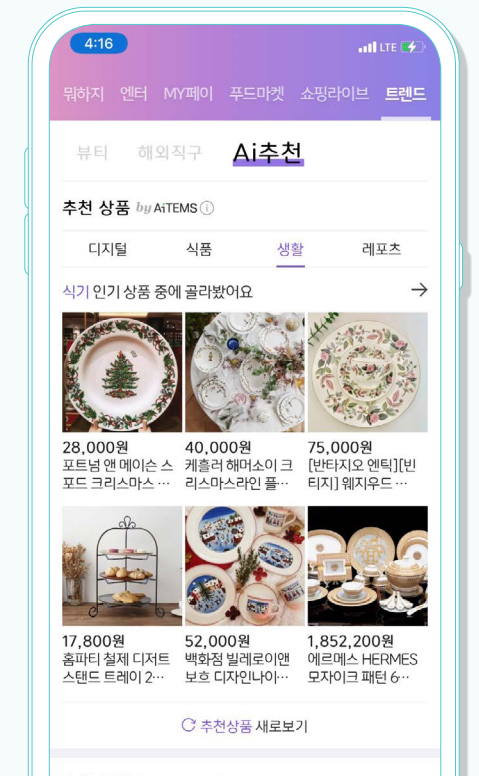 4:16
LTE
뭐하지 엔터 MY페이 푸드마켓 쇼핑라이브 트렌드
뷰티 해외직구 Ai추천
추천 상품 by AiTEMS
디지털 식품 생활 레포츠
식기 인기 상품 중에 골라봤어요
28,000원
포트넘 앤 메이슨 스
포드 크리스마스 …
40,000원
케흘러 해머소이 크
리스마스라인 플…
75,000원
[반타지오 엔틱][빈
티지] 웨지우드 …
17,800원
홈파티 철제 디저트
스탠드 트레이 2…
52,000원
백화점 빌레로이앤
보흐 디자인나이…
1,852,200원
에르메스 HERMES
모자이크 패턴 6…
추천상품 새로보기